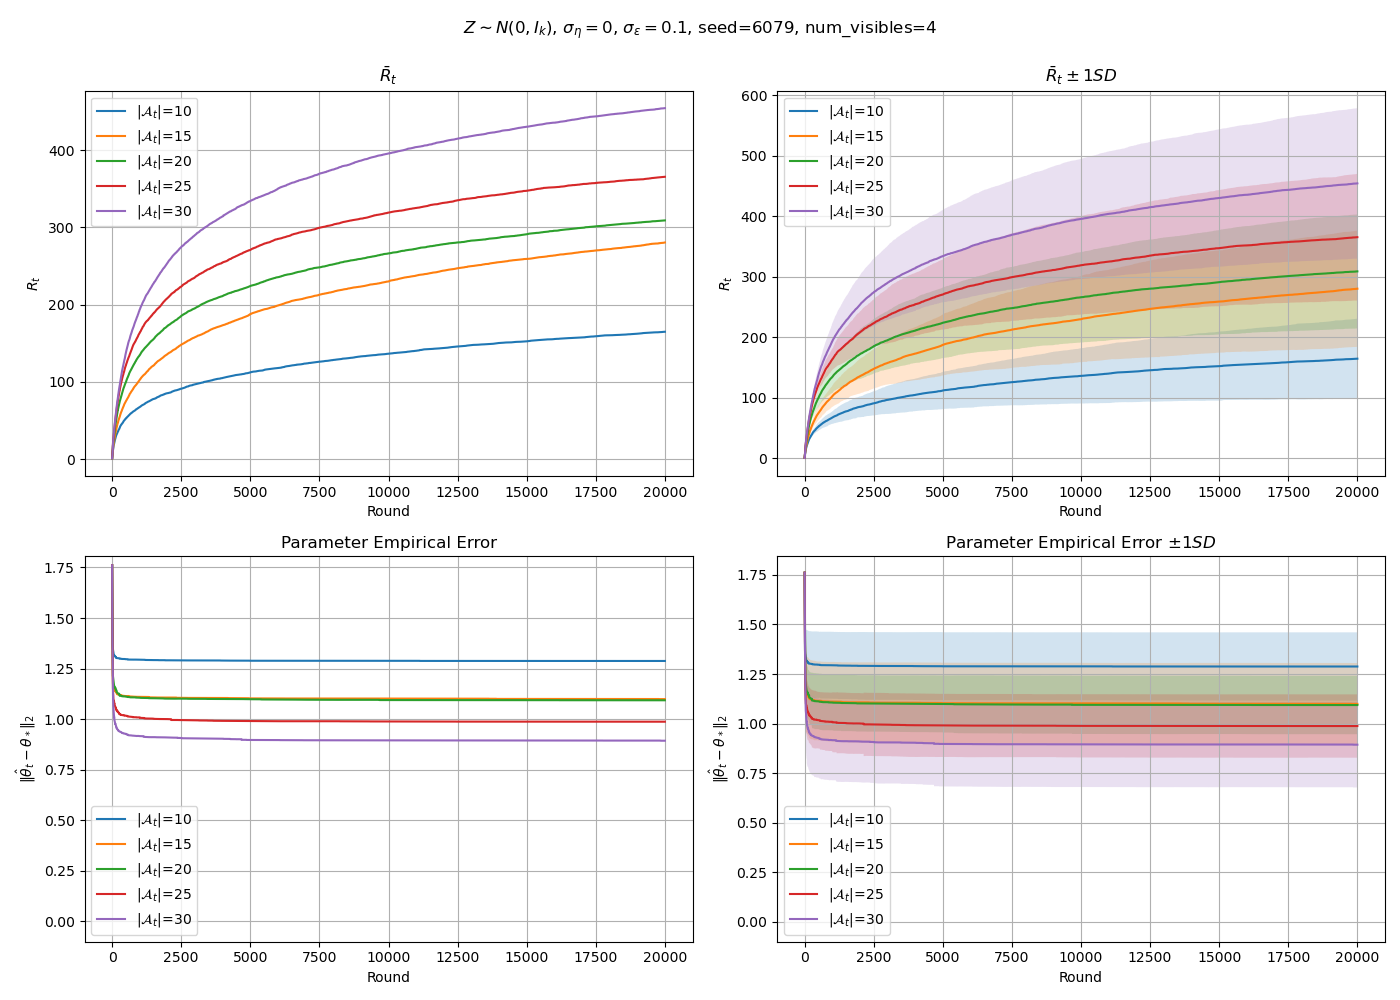 Z ∼ N(0, I_k), σ_η = 0, σ_ε = 0.1, seed=6079, num_visibles=4
R̄_t
R_t
400
300
200
100
0
|𝒜_t|=10
|𝒜_t|=15
|𝒜_t|=20
|𝒜_t|=25
|𝒜_t|=30
0 2500 5000 7500 10000 12500 15000 17500 20000
Round
R̄_t ± 1SD
R_t
600
500
400
300
200
100
0
|𝒜_t|=10
|𝒜_t|=15
|𝒜_t|=20
|𝒜_t|=25
|𝒜_t|=30
0 2500 5000 7500 10000 12500 15000 17500 20000
Round
Parameter Empirical Error
‖θ̂_t − θ_*‖_2
1.75
1.50
1.25
1.00
0.75
0.50
0.25
0.00
|𝒜_t|=10
|𝒜_t|=15
|𝒜_t|=20
|𝒜_t|=25
|𝒜_t|=30
0 2500 5000 7500 10000 12500 15000 17500 20000
Round
Parameter Empirical Error ±1SD
‖θ̂_t − θ_*‖_2
1.75
1.50
1.25
1.00
0.75
0.50
0.25
0.00
|𝒜_t|=10
|𝒜_t|=15
|𝒜_t|=20
|𝒜_t|=25
|𝒜_t|=30
0 2500 5000 7500 10000 12500 15000 17500 20000
Round